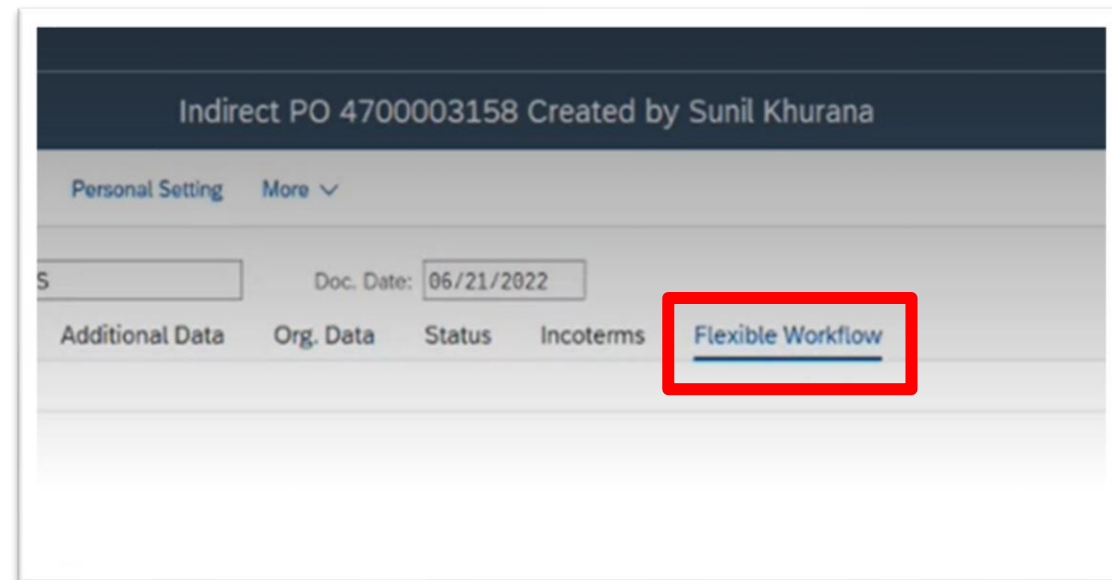 Indirect PO 4700003158 Created by Sunil Khurana
Personal Setting More
S Doc. Date: 06/21/2022
Additional Data Org. Data Status Incoterms Flexible Workflow